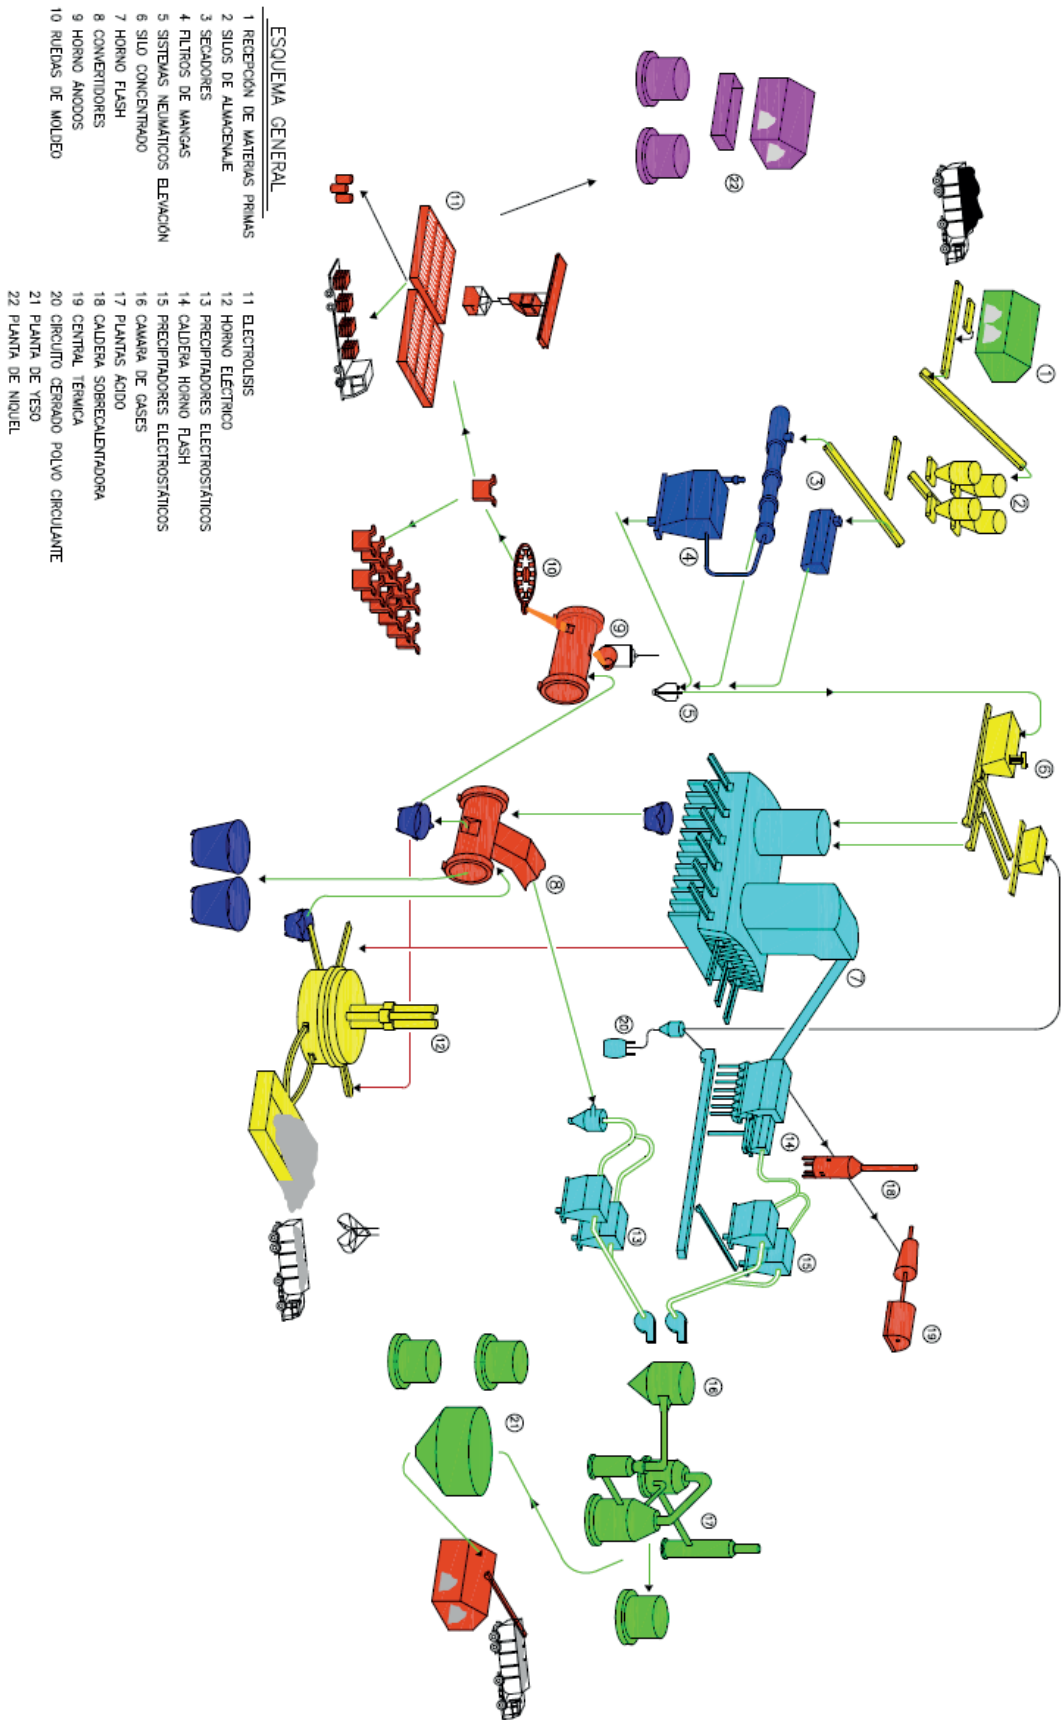 ESQUEMA GENERAL
1 RECEPCIÓN DE MATERIAS PRIMAS
2 SILOS DE ALMACENAJE
3 SECADORES
4 FILTROS DE MANGAS
5 SISTEMAS NEUMÁTICOS ELEVACIÓN
6 SILO CONCENTRADO
7 HORNO FLASH
8 CONVERTIDORES
9 HORNO ÁNODOS
10 RUEDAS DE MOLDEO
11 ELECTROLISIS
12 HORNO ELÉCTRICO
13 PRECIPITADORES ELECTROSTÁTICOS
14 CALDERA HORNO FLASH
15 PRECIPITADORES ELECTROSTÁTICOS
16 CAMARA DE GASES
17 PLANTAS ÁCIDO
18 CALDERA SOBRECALENTADORA
19 CENTRAL TÉRMICA
20 CIRCUITO CERRADO POLVO CIRCULANTE
21 PLANTA DE YESO
22 PLANTA DE NIQUEL
1
2
3
4
5
6
7
8
9
10
11
12
13
14
15
16
17
18
19
20
21
22